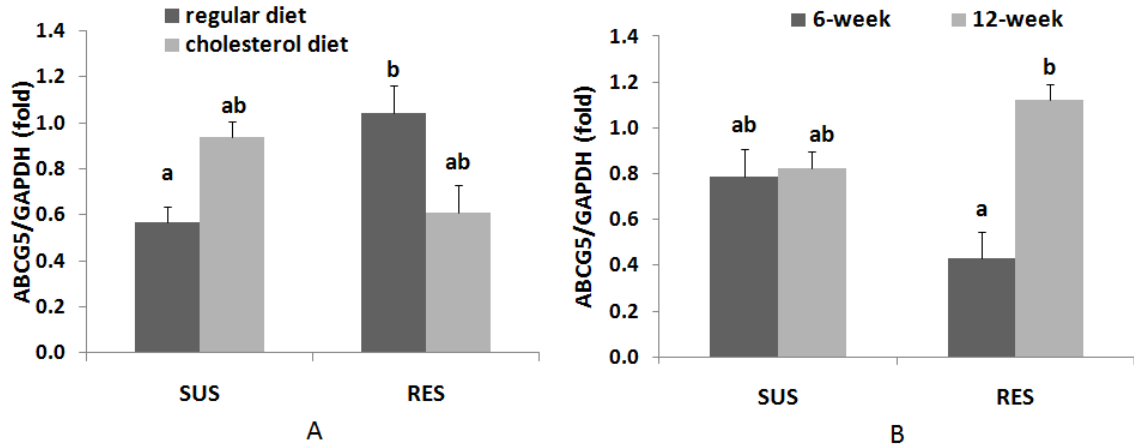 regular diet
cholesterol diet
ABCG5/GAPDH (fold)
1.4
1.2
1.0
0.8
0.6
0.4
0.2
0.0
a
ab
b
ab
SUS
RES
A
6-week
12-week
ABCG5/GAPDH (fold)
1.4
1.2
1.0
0.8
0.6
0.4
0.2
0.0
ab
ab
a
b
SUS
RES
B